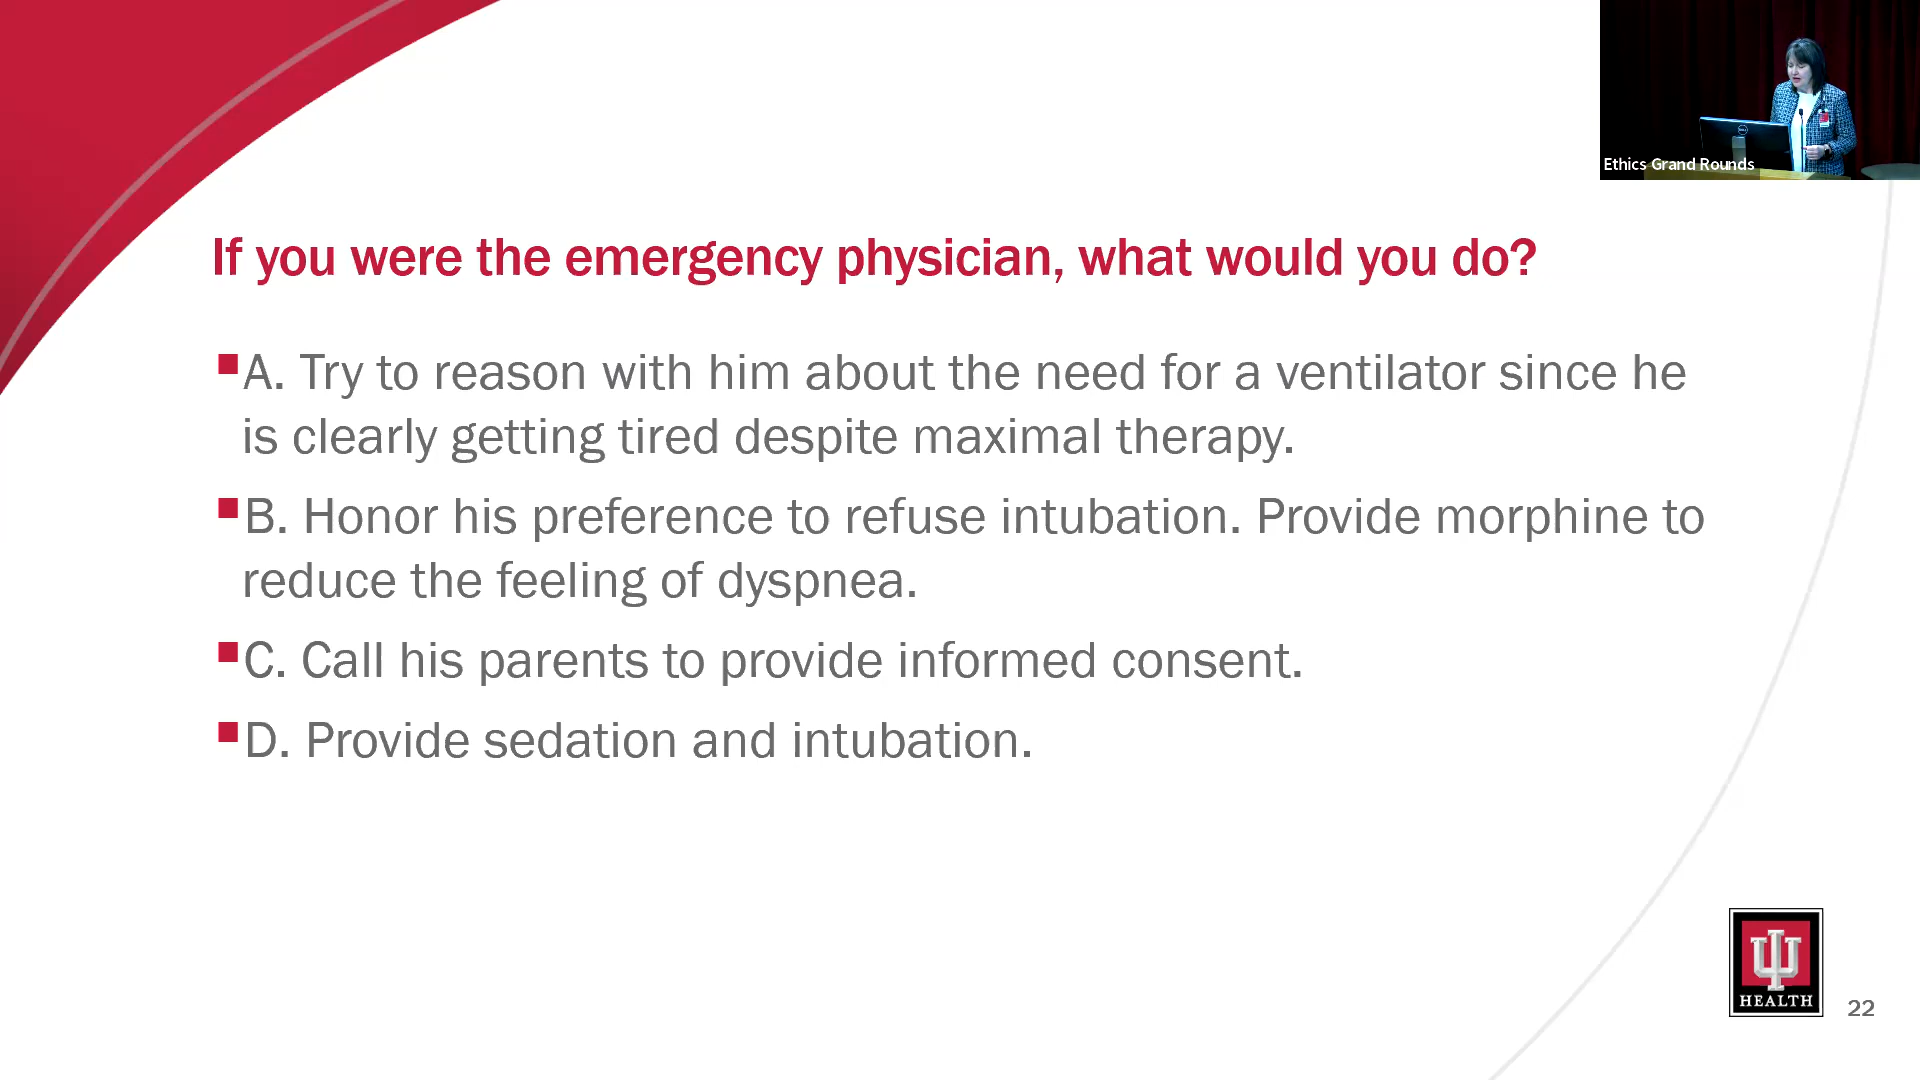 Ethics Grand Rounds
If you were the emergency physician, what would you do?
A. Try to reason with him about the need for a ventilator since he
is clearly getting tired despite maximal therapy.
B. Honor his preference to refuse intubation. Provide morphine to
reduce the feeling of dyspnea.
C. Call his parents to provide informed consent.
D. Provide sedation and intubation.
HEALTH
22